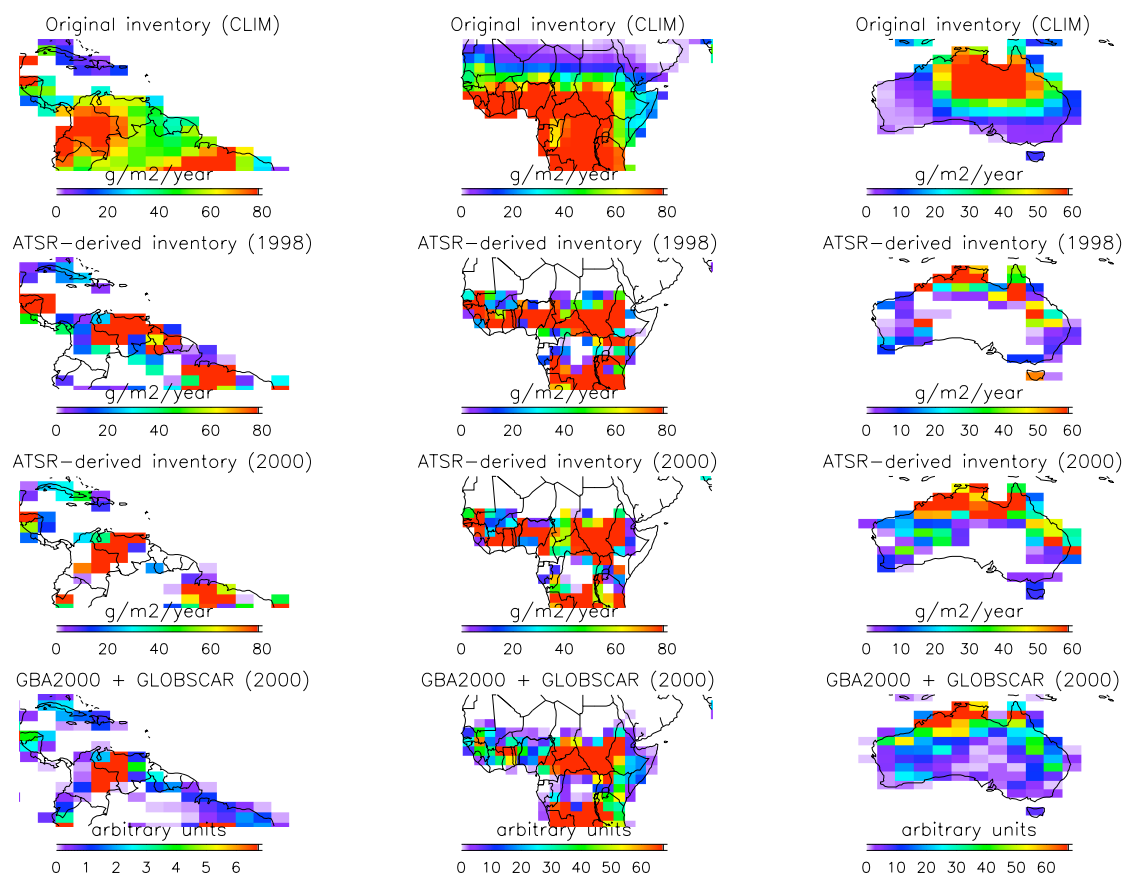 Original inventory (CLIM) Original inventory (CLIM) Original inventory (CLIM)
g/m2/year g/m2/year g/m2/year
0 20 40 60 80 0 20 40 60 80 0 10 20 30 40 50 60
ATSR-derived inventory (1998) ATSR-derived inventory (1998) ATSR-derived inventory (1998)
g/m2/year g/m2/year g/m2/year
0 20 40 60 80 0 20 40 60 80 0 10 20 30 40 50 60
ATSR-derived inventory (2000) ATSR-derived inventory (2000) ATSR-derived inventory (2000)
g/m2/year g/m2/year g/m2/year
0 20 40 60 80 0 20 40 60 80 0 10 20 30 40 50 60
GBA2000 + GLOBSCAR (2000) GBA2000 + GLOBSCAR (2000) GBA2000 + GLOBSCAR (2000)
arbitrary units arbitrary units arbitrary units
0 1 2 3 4 5 6 0 10 20 30 40 50 60 0 10 20 30 40 50 60